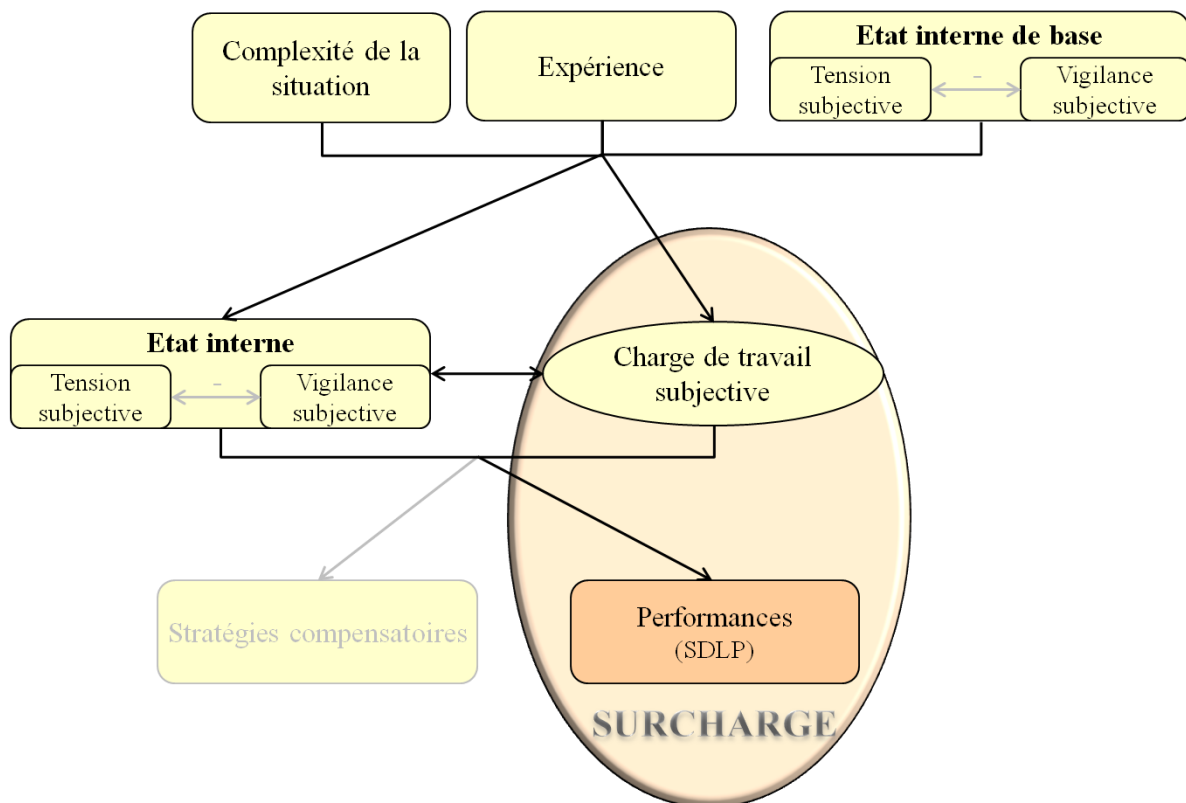 Complexité de la
situation
Expérience
Etat interne de base
Tension
subjective
-
Vigilance
subjective
Etat interne
Tension
subjective
-
Vigilance
subjective
Charge de travail
subjective
Stratégies compensatoires
Performances
(SDLP)
SURCHARGE